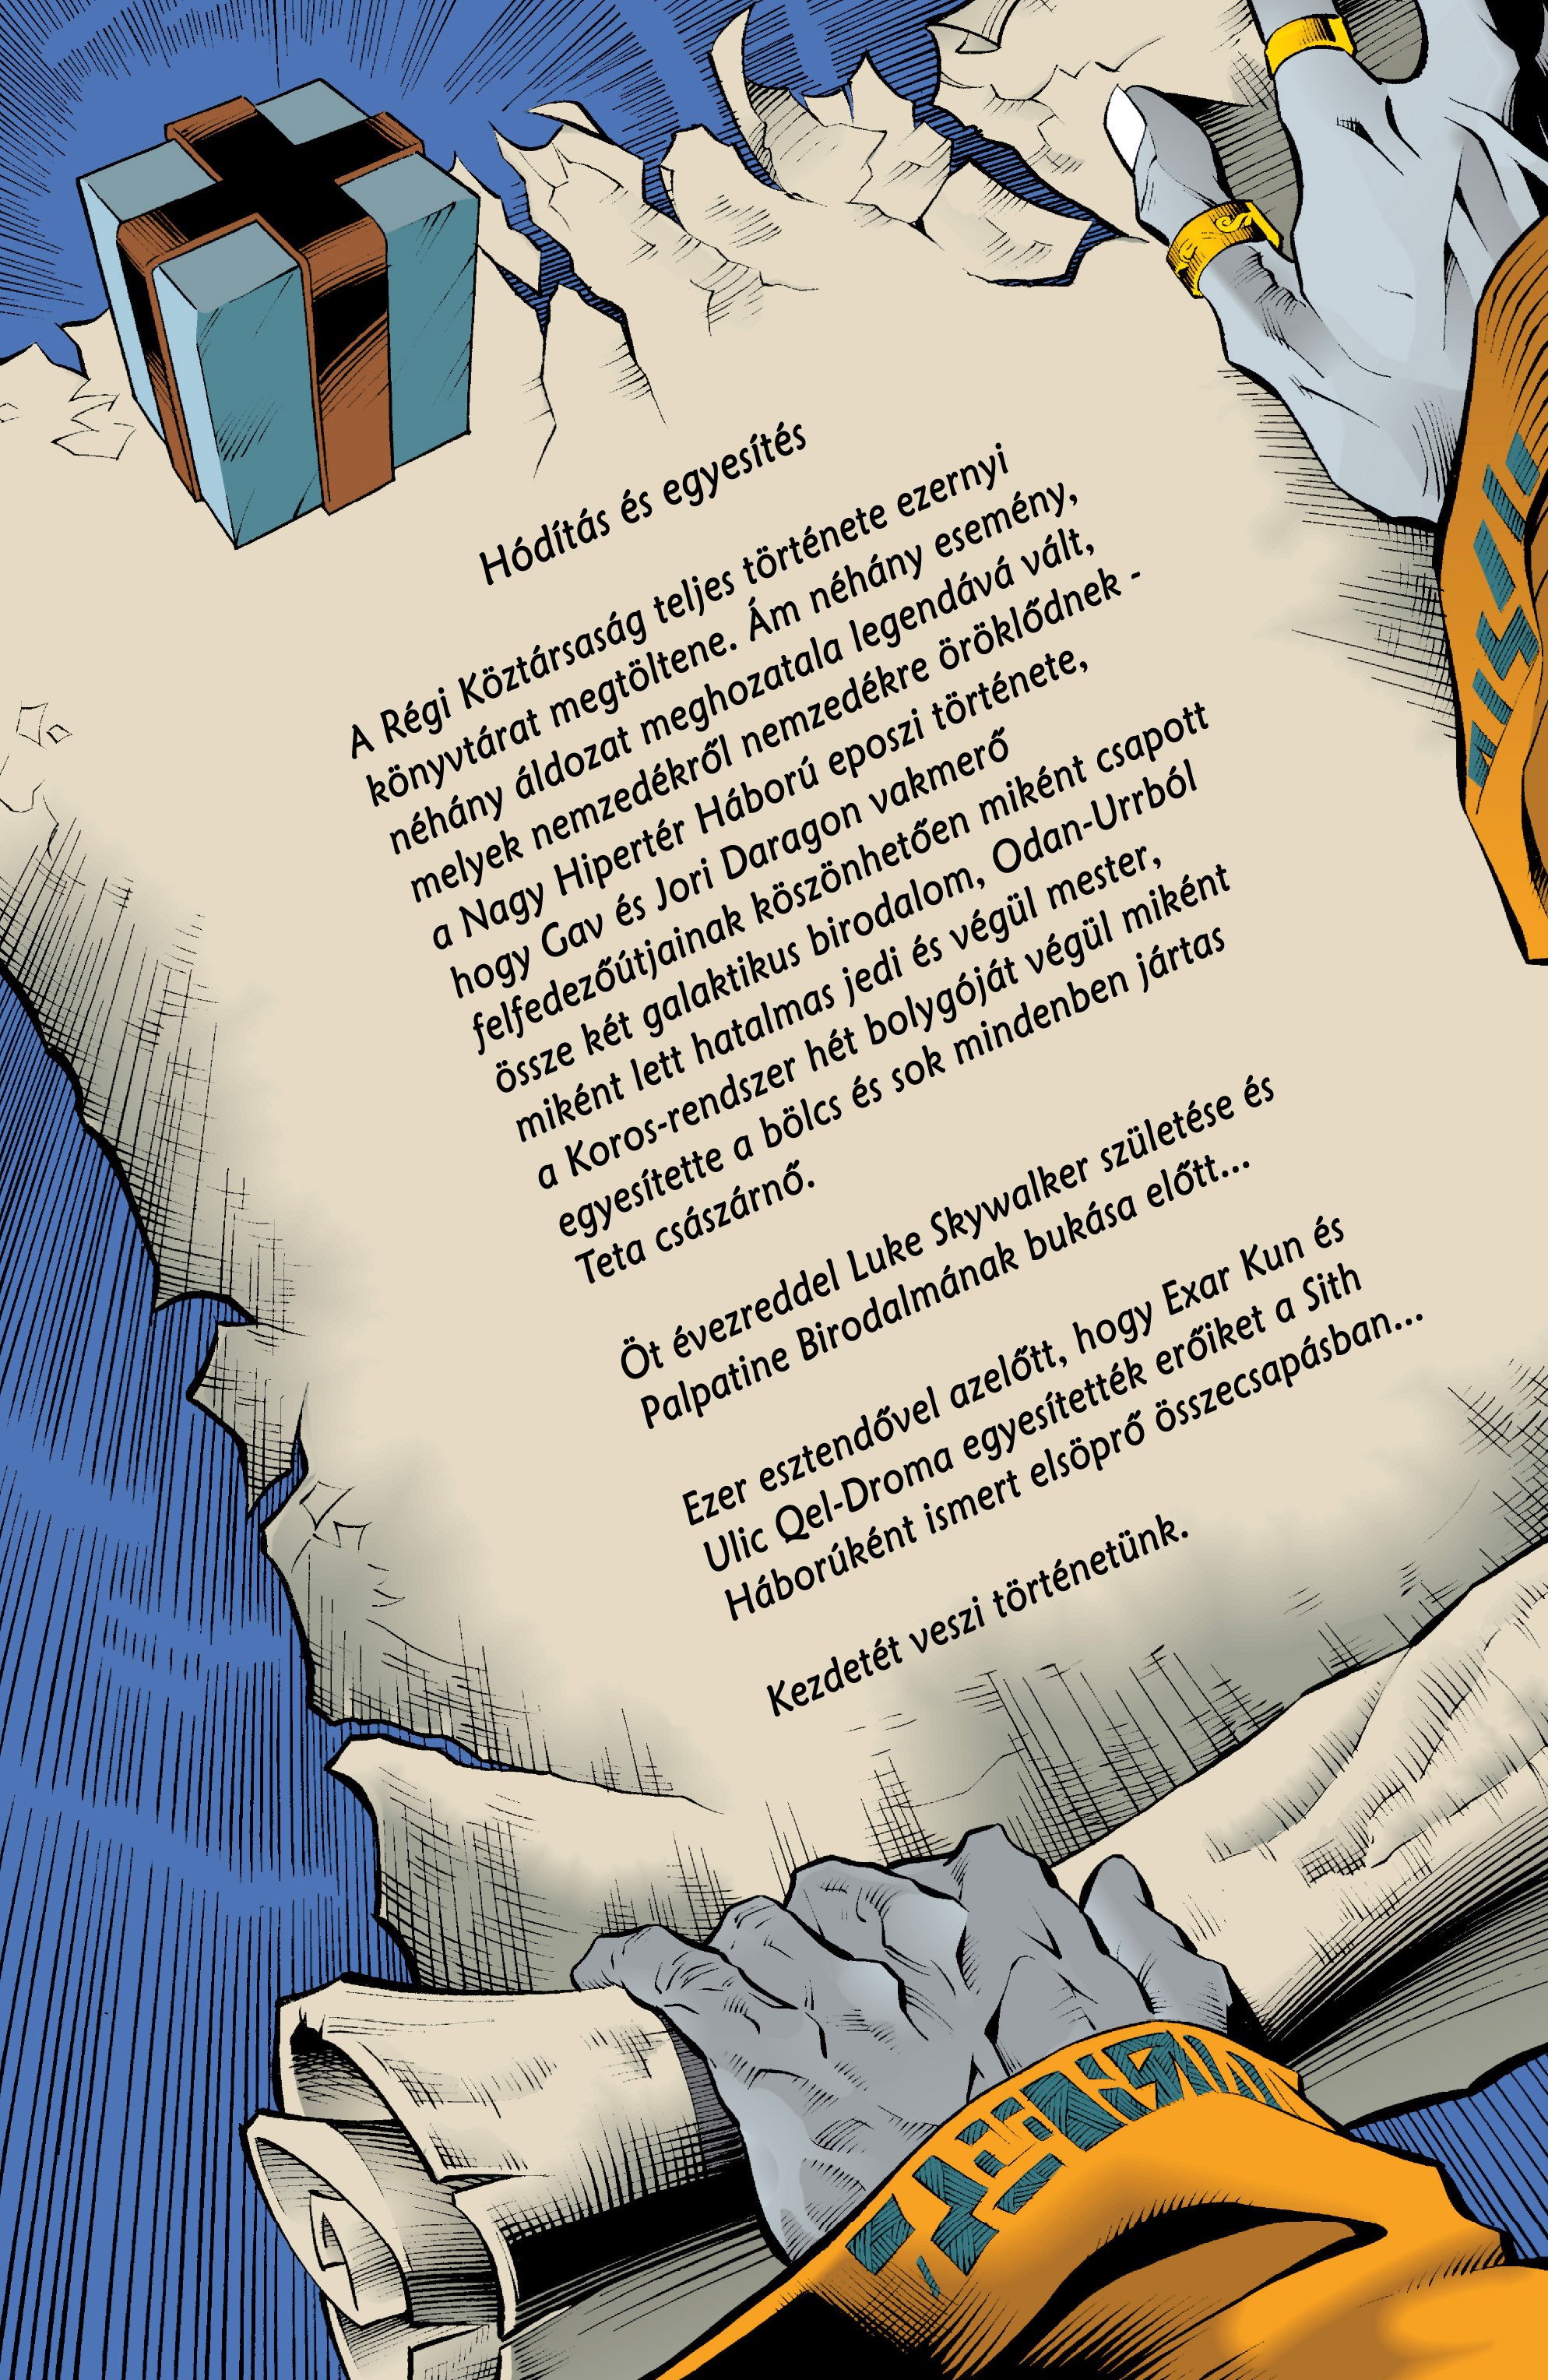 Hódítás és egyesítés
A Régi Köztársaság teljes története ezernyi
könyvtárat megtöltene. Ám néhány esemény,
néhány áldozat meghozatala legendává vált,
melyek nemzedékről nemzedékre öröklődnek -
a Nagy Hipertér Háború eposzi története,
hogy Gav és Jori Daragon vakmerő
felfedezőútjainak köszönhetően miként csapott
össze két galaktikus birodalom, Odan-Urrból
miként lett hatalmas jedi és végül mester,
a Koros-rendszer hét bolygóját végül miként
egyesítette a bölcs és sok mindenben jártas
Teta császárnő.
Öt évezreddel Luke Skywalker születése és
Palpatine Birodalmának bukása előtt...
Ezer esztendővel azelőtt, hogy Exar Kun és
Ulic Qel-Droma egyesítették erőiket a Sith
Háborúként ismert elsöprő összecsapásban...
Kezdetét veszi történetünk.